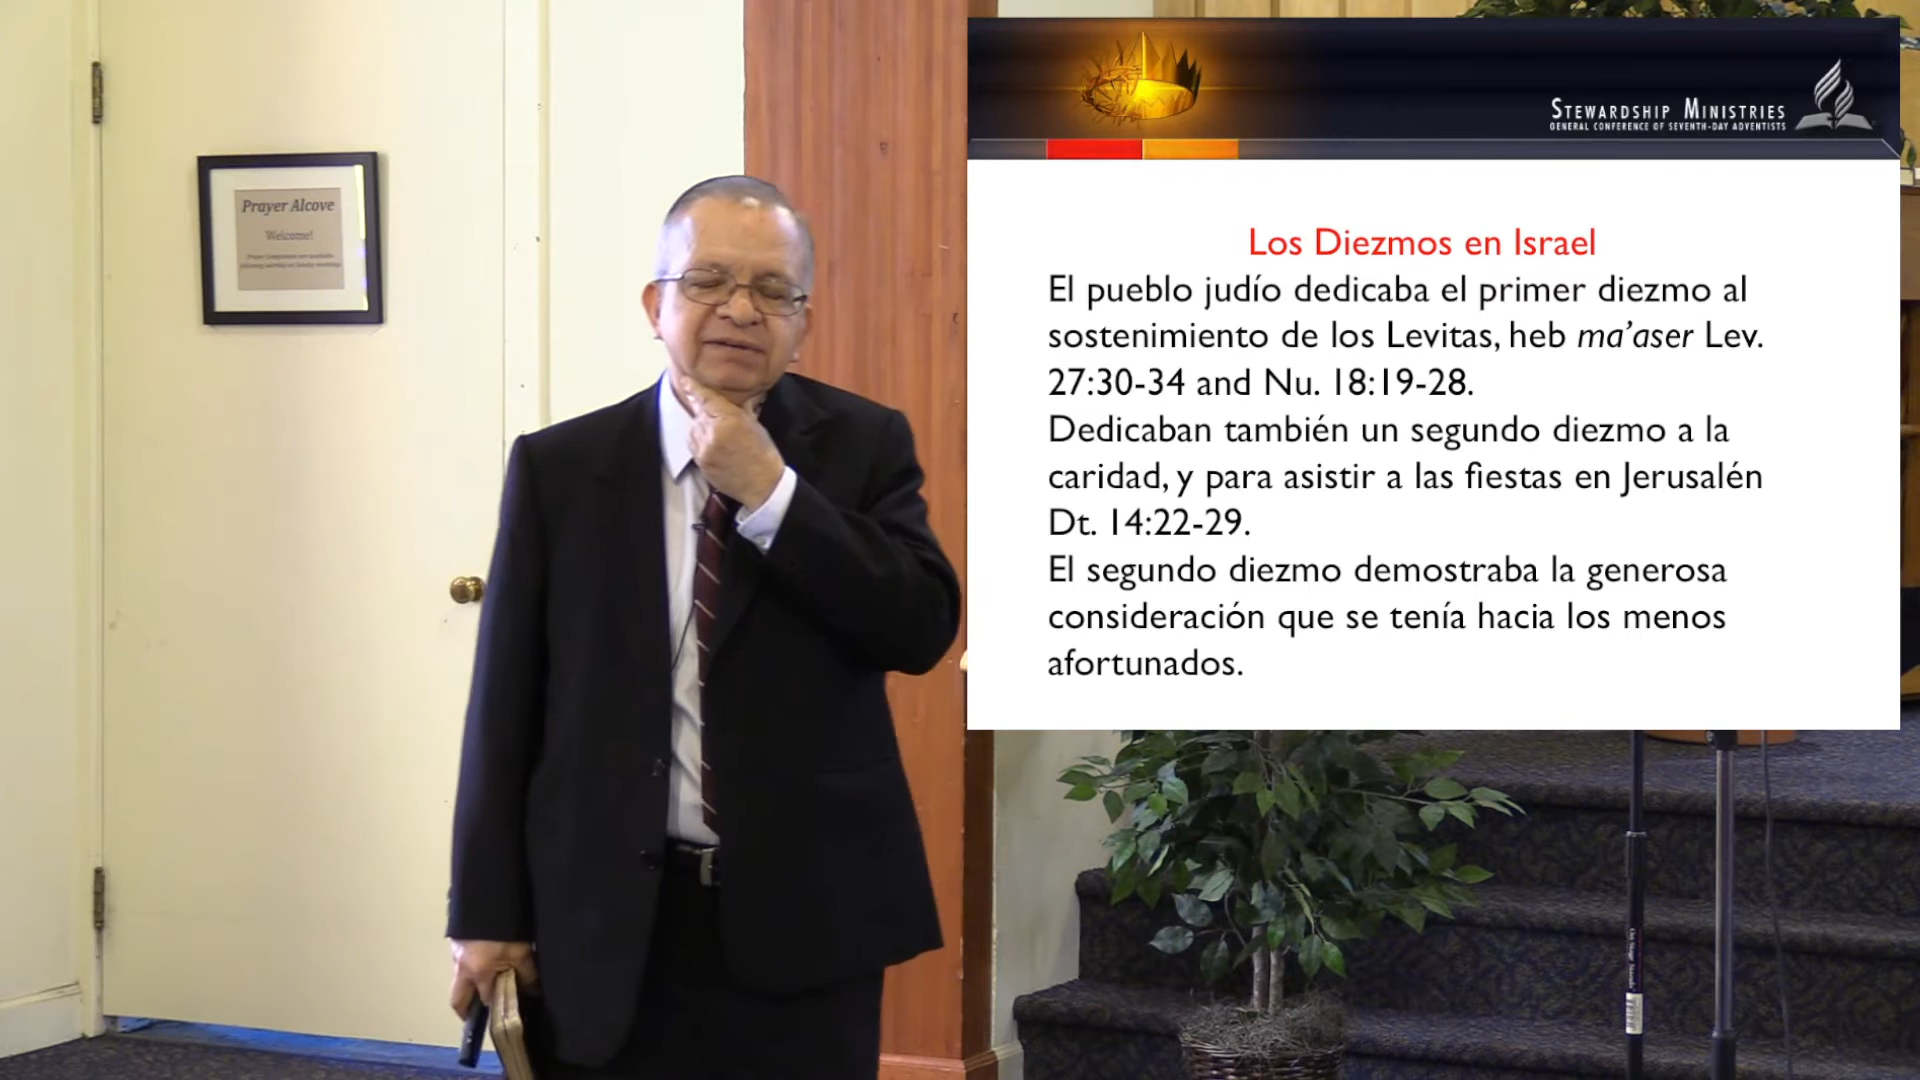 Prayer Alcove
Welcome!
STEWARDSHIP MINISTRIES
GENERAL CONFERENCE OF SEVENTH-DAY ADVENTISTS
Los Diezmos en Israel
El pueblo judío dedicaba el primer diezmo al
sostenimiento de los Levitas, heb ma’aser Lev.
27:30-34 and Nu. 18:19-28.
Dedicaban también un segundo diezmo a la
caridad, y para asistir a las fiestas en Jerusalén
Dt. 14:22-29.
El segundo diezmo demostraba la generosa
consideración que se tenía hacia los menos
afortunados.